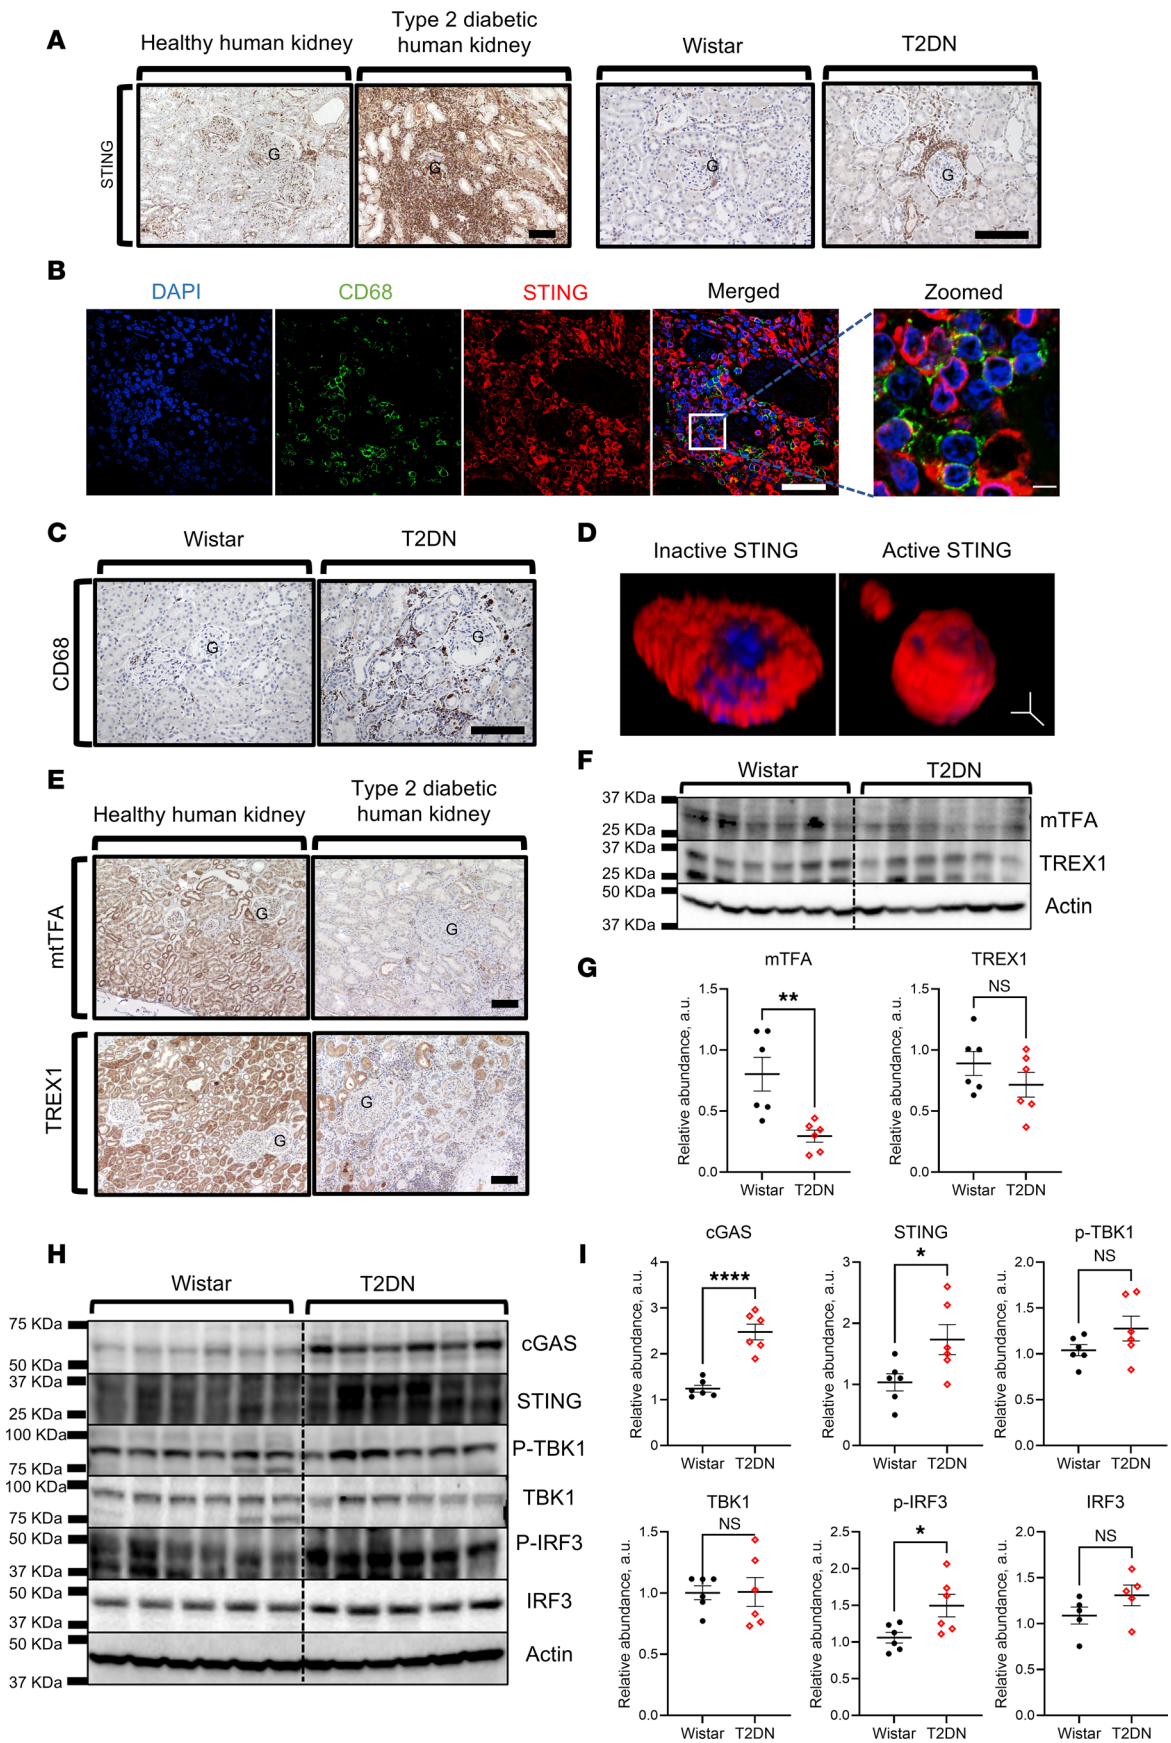 A
Healthy human kidney
Type 2 diabetic
human kidney
Wistar
T2DN
STING
G
G
G
G
B
DAPI
CD68
STING
Merged
Zoomed
C
Wistar
T2DN
CD68
G
G
D
Inactive STING
Active STING
E
Healthy human kidney
Type 2 diabetic
human kidney
mtTFA
G
G
TREX1
G
G
F
Wistar
T2DN
37 KDa
25 KDa
mTFA
37 KDa
25 KDa
TREX1
50 KDa
37 KDa
Actin
G
mTFA
Relative abundance, a.u.
1.5
1.0
0.5
0.0
**
Wistar
T2DN
TREX1
Relative abundance, a.u.
1.5
1.0
0.5
0.0
NS
Wistar
T2DN
H
Wistar
T2DN
75 KDa
50 KDa
cGAS
37 KDa
25 KDa
STING
100 KDa
75 KDa
P-TBK1
100 KDa
75 KDa
TBK1
50 KDa
37 KDa
P-IRF3
50 KDa
37 KDa
IRF3
50 KDa
37 KDa
Actin
I
cGAS
Relative abundance, a.u.
4
3
2
1
0
****
Wistar
T2DN
STING
Relative abundance, a.u.
3
2
1
0
*
Wistar
T2DN
p-TBK1
Relative abundance, a.u.
2.0
1.5
1.0
0.5
0.0
NS
Wistar
T2DN
TBK1
Relative abundance, a.u.
1.5
1.0
0.5
0.0
NS
Wistar
T2DN
p-IRF3
Relative abundance, a.u.
2.5
2.0
1.5
1.0
0.5
0.0
*
Wistar
T2DN
IRF3
Relative abundance, a.u.
2.0
1.5
1.0
0.5
0.0
NS
Wistar
T2DN